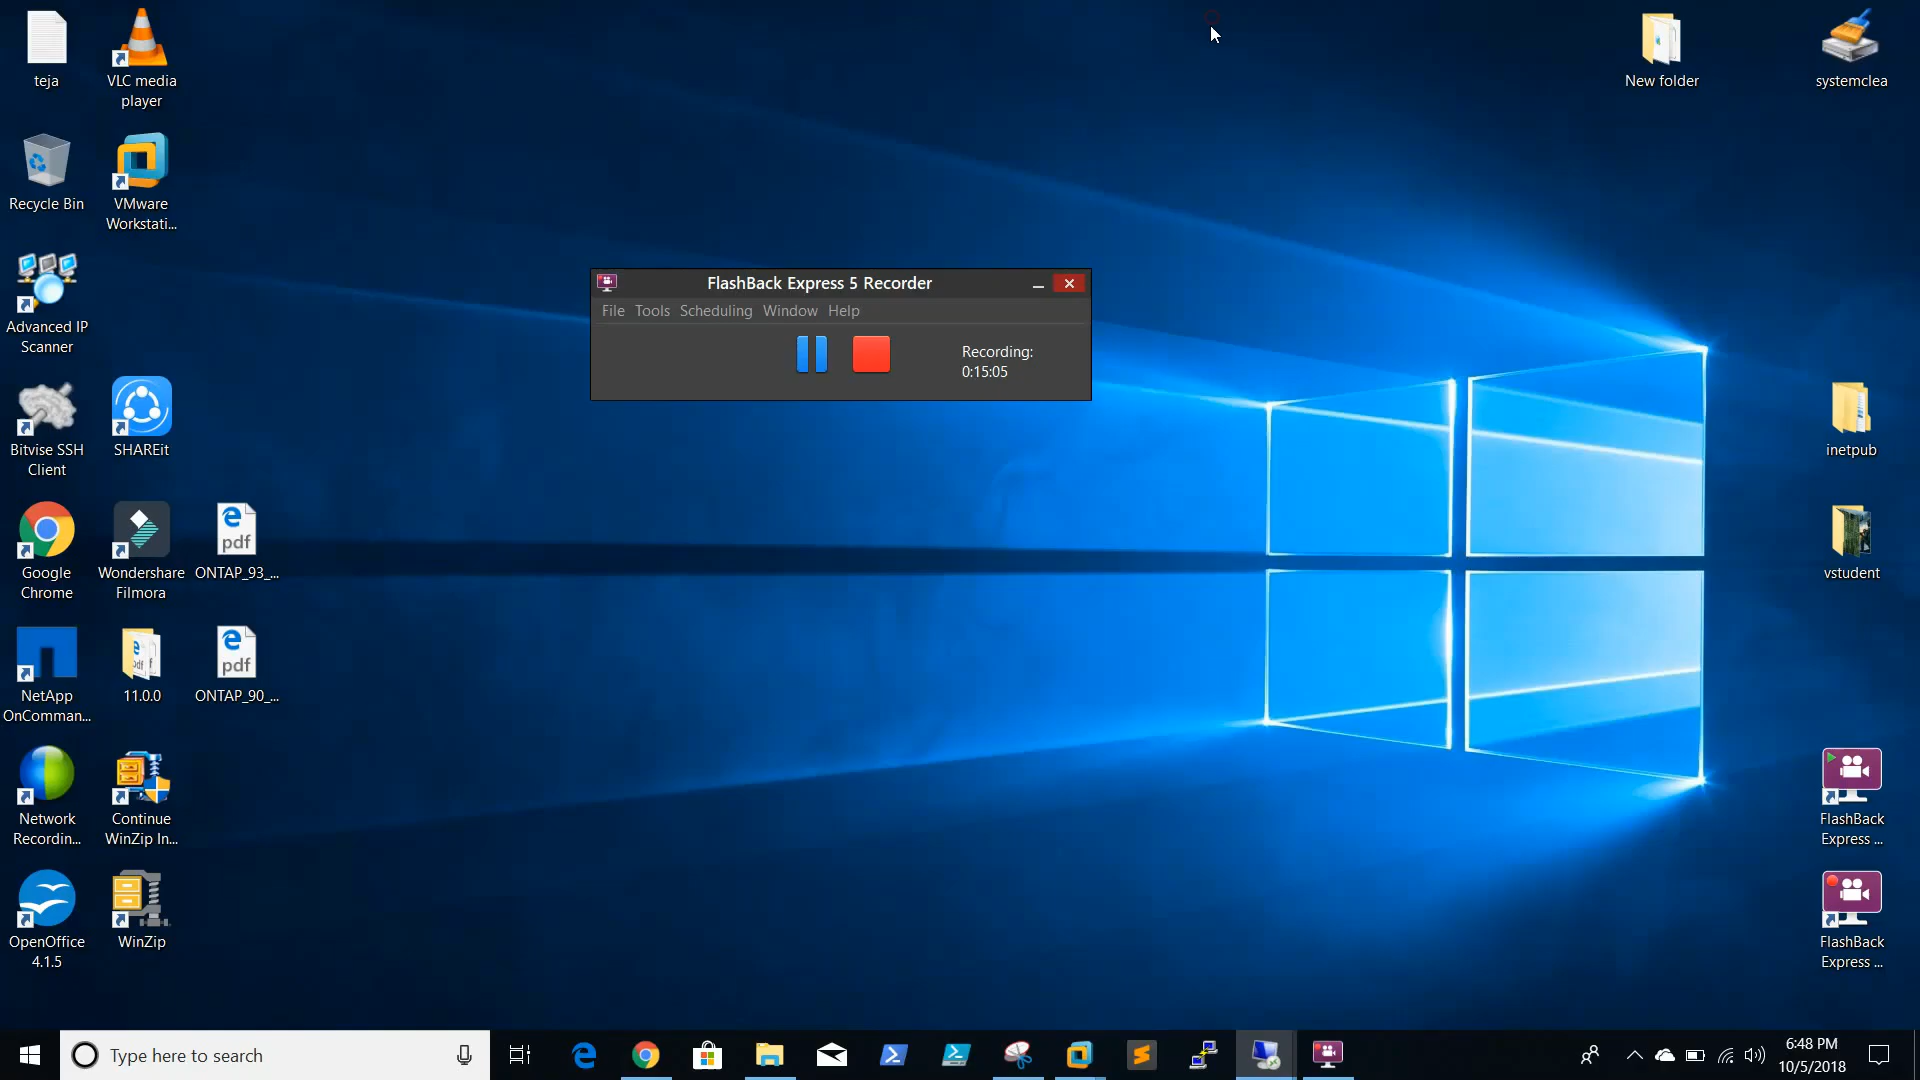 teja
VLC media
player
New folder
systemclea
Recycle Bin
VMware
Workstati...
FlashBack Express 5 Recorder
File Tools Scheduling Window Help
Recording:
0:15:05
Advanced IP
Scanner
Bitvise SSH
Client
SHAREit
inetpub
Google
Chrome
Wondershare
Filmora
pdf
ONTAP_93_...
vstudent
NetApp
OnComman...
11.0.0
pdf
ONTAP_90_...
Network
Recordin...
Continue
WinZip In...
FlashBack
Express ...
OpenOffice
4.1.5
WinZip
FlashBack
Express ...
Type here to search
6:48 PM
10/5/2018